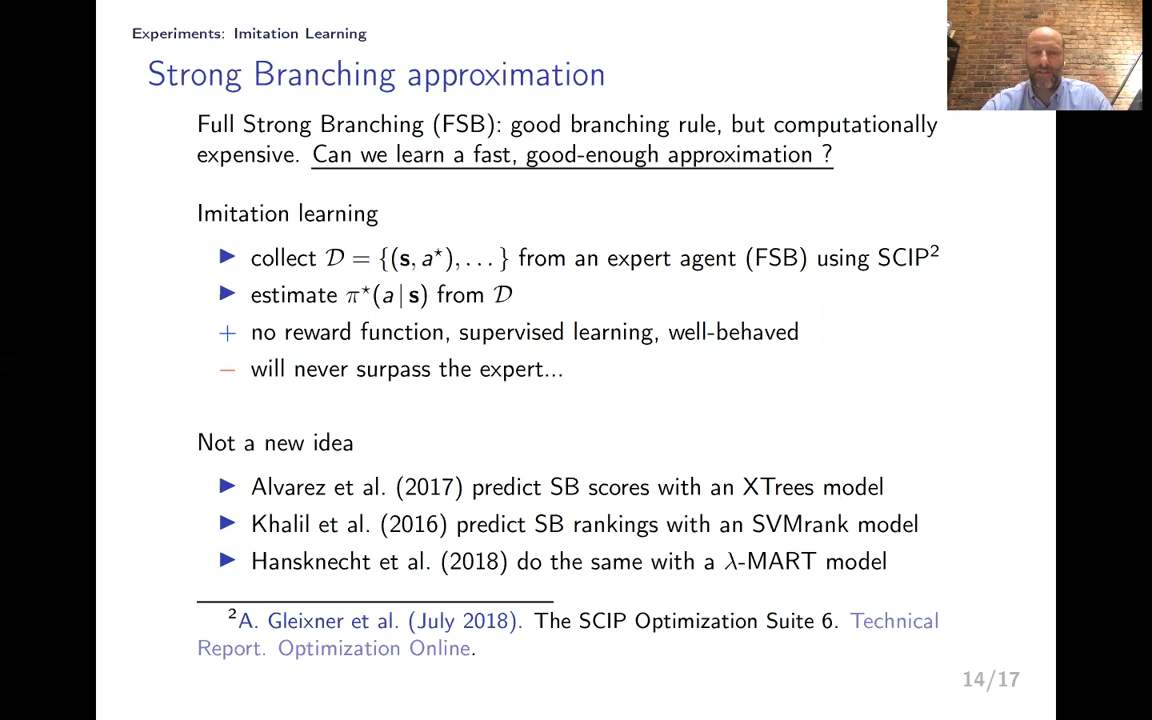 Experiments: Imitation Learning
Strong Branching approximation
Full Strong Branching (FSB): good branching rule, but computationally
expensive. Can we learn a fast, good-enough approximation ?
Imitation learning
▶ collect 𝒟 = {(s, a⋆), . . . } from an expert agent (FSB) using SCIP²
▶ estimate π⋆(a | s) from 𝒟
+ no reward function, supervised learning, well-behaved
− will never surpass the expert...
Not a new idea
▶ Alvarez et al. (2017) predict SB scores with an XTrees model
▶ Khalil et al. (2016) predict SB rankings with an SVMrank model
▶ Hansknecht et al. (2018) do the same with a λ-MART model
²A. Gleixner et al. (July 2018). The SCIP Optimization Suite 6. Technical
Report. Optimization Online.
14/17